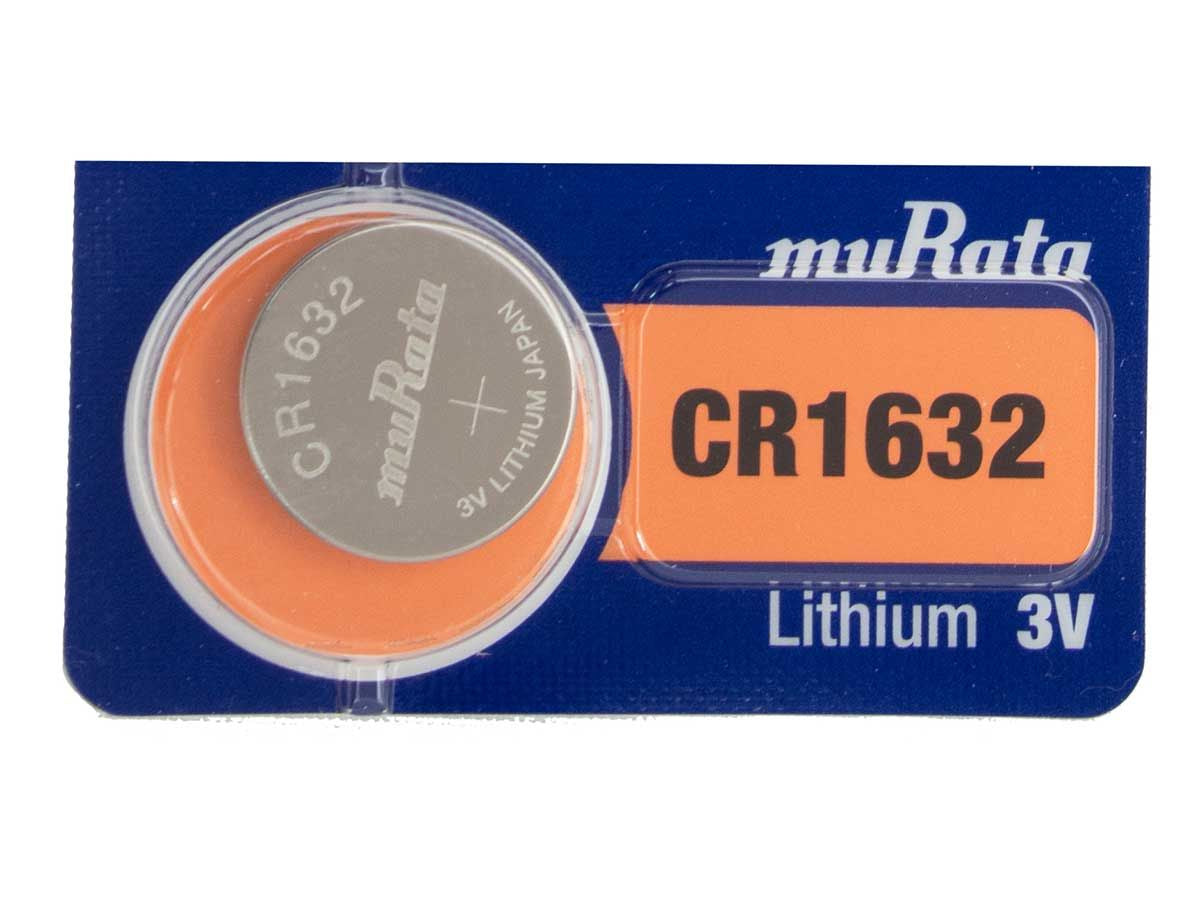 CR1632
muRata
+
3V LITHIUM JAPAN
muRata
CR1632
Lithium 3V